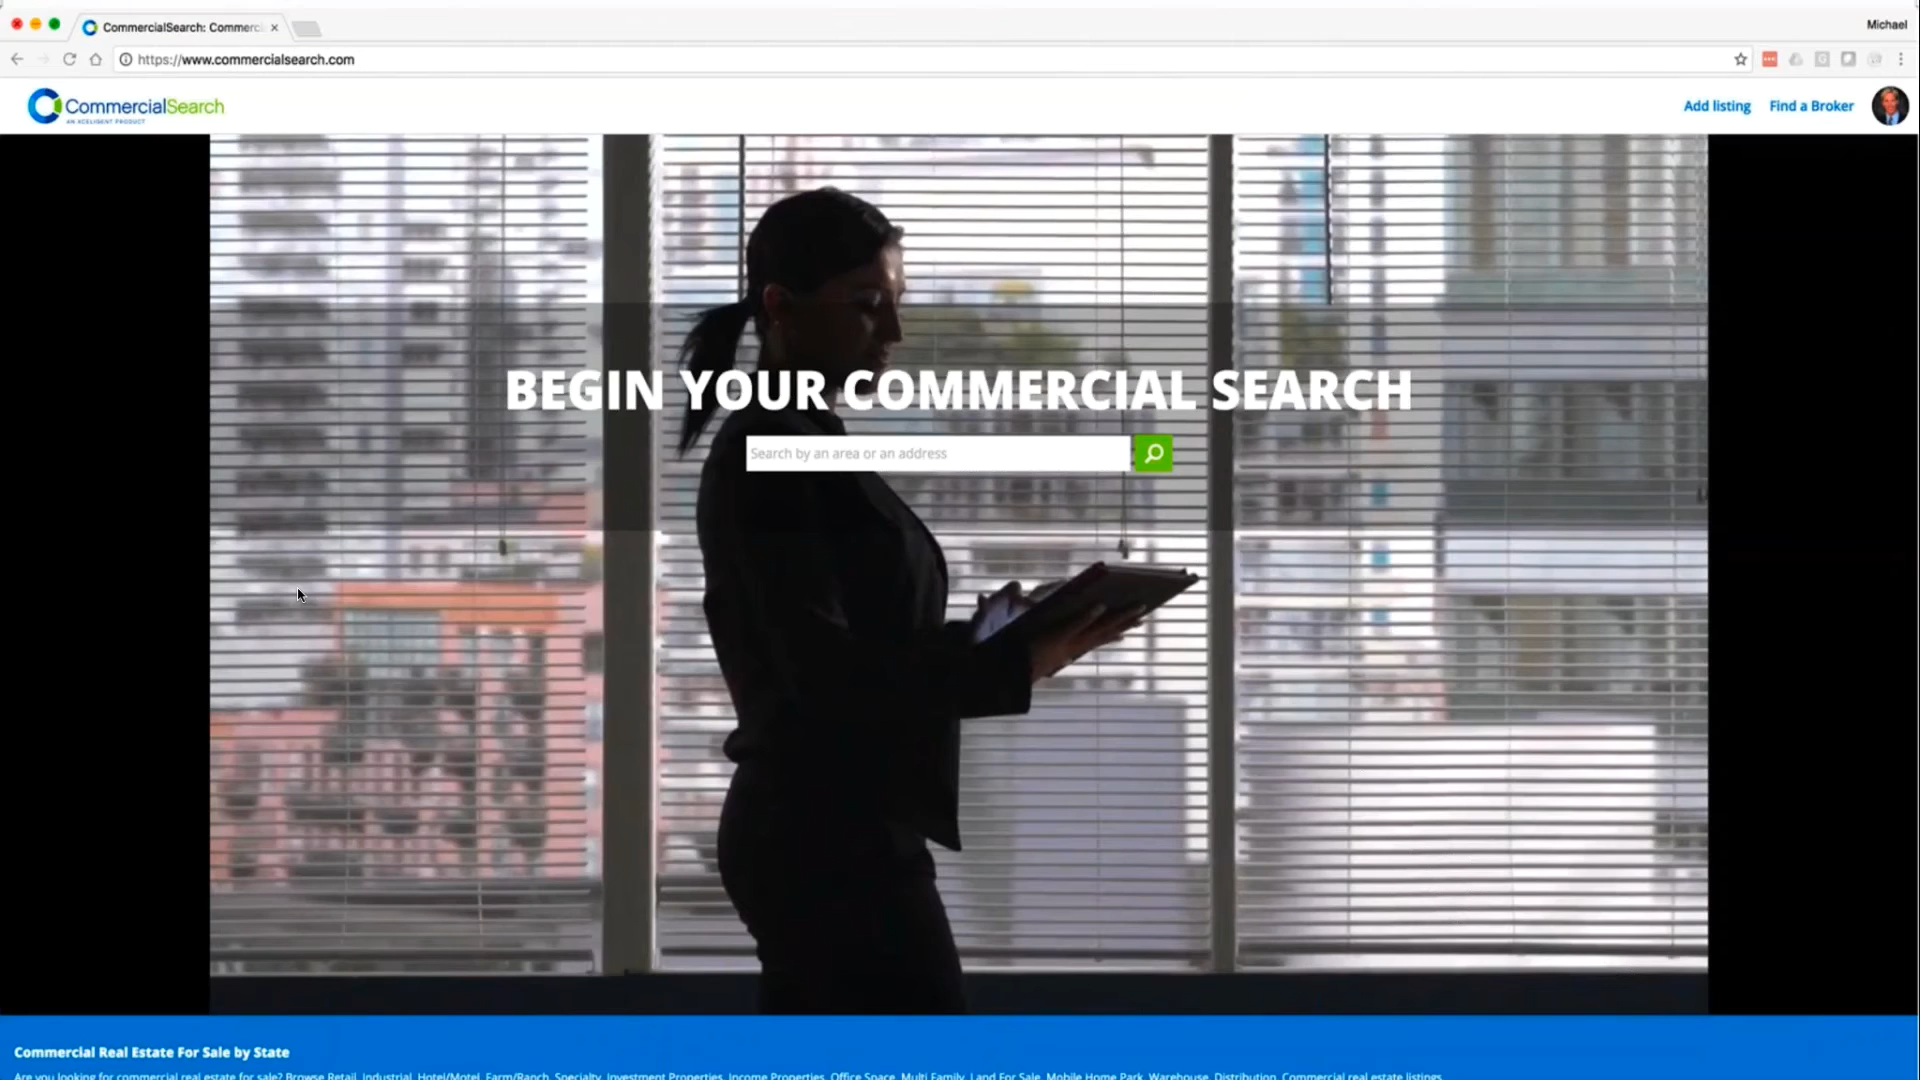 CommercialSearch: Commerc
Michael
https://www.commercialsearch.com
CommercialSearch
AN XCELIGENT PRODUCT
Add listing
Find a Broker
BEGIN YOUR COMMERCIAL SEARCH
Search by an area or an address
Commercial Real Estate For Sale by State
Are you looking for commercial real estate for sale? Browse Retail, Industrial, Hotel/Motel, Farm/Ranch, Specialty, Investment Properties, Income Properties, Office Space, Multi Family, Land For Sale, Mobile Home Park, Warehouse, Distribution, Commercial real estate listings